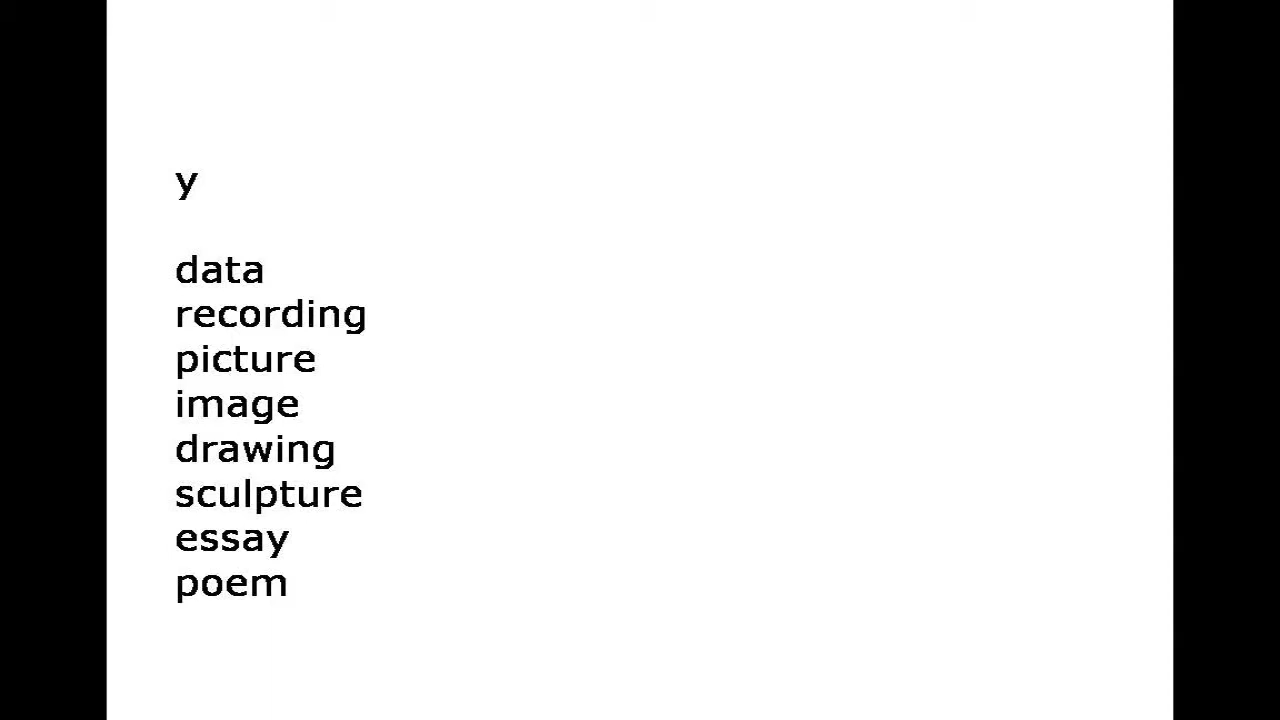 y
data
recording
picture
image
drawing
sculpture
essay
poem